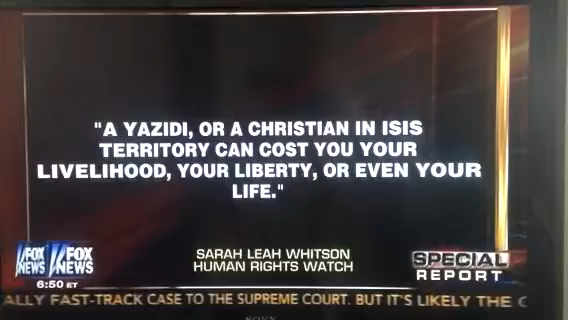 "A YAZIDI, OR A CHRISTIAN IN ISIS
TERRITORY CAN COST YOU YOUR
LIVELIHOOD, YOUR LIBERTY, OR EVEN YOUR
LIFE."
SARAH LEAH WHITSON
HUMAN RIGHTS WATCH
FOX NEWS
FOX NEWS
6:50 ET
SPECIAL
REPORT
ALLY FAST-TRACK CASE TO THE SUPREME COURT. BUT IT'S LIKELY THE
SONY